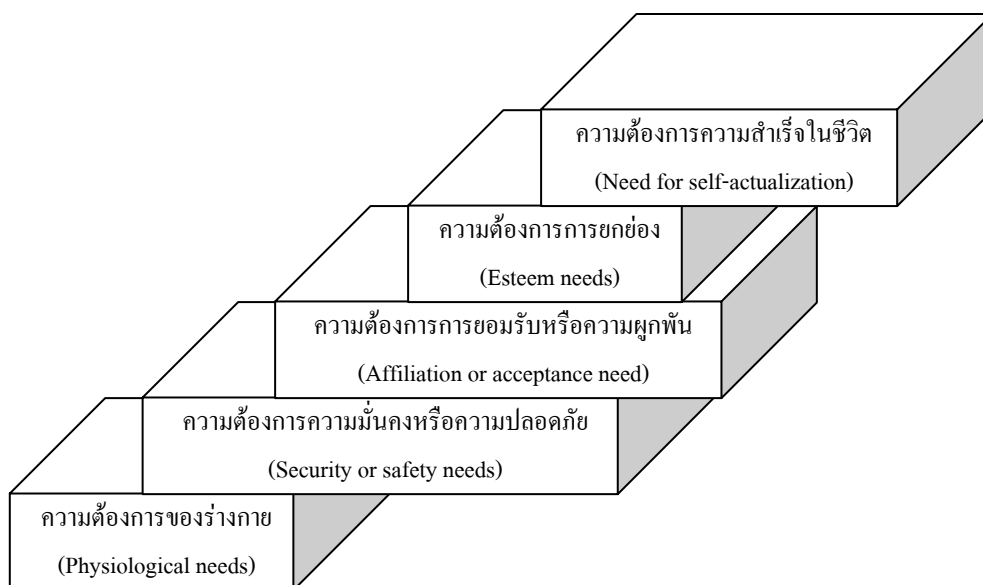 ความต้องการความสำเร็จในชีวิต
(Need for self-actualization)
ความต้องการการยกย่อง
(Esteem needs)
ความต้องการการยอมรับหรือความผูกพัน
(Affiliation or acceptance need)
ความต้องการความมั่นคงหรือความปลอดภัย
(Security or safety needs)
ความต้องการของร่างกาย
(Physiological needs)